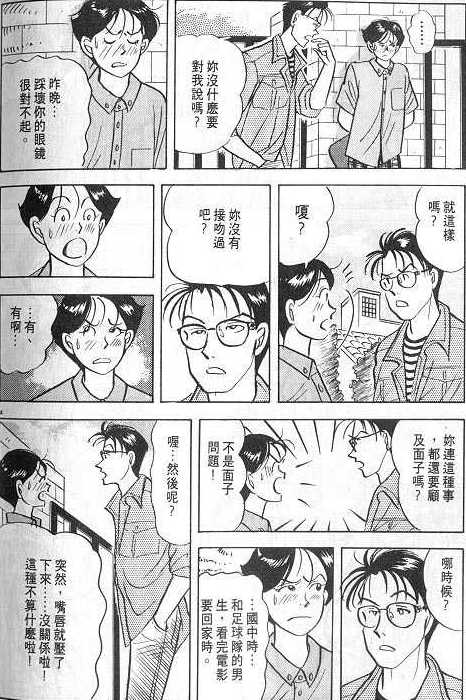 ……
妳沒什麼要
對我說嗎？
昨晚…
踩壞你的眼鏡
很對不起。
就這樣
嗎？
嗄？
妳沒有
接吻過
吧？
…有、
有啊…
妳連這種事
，都還要顧
及面子嗎？
不是面子
問題！
哪時候？
…國中時…
和足球隊的男
生，看完電影
要回家時。
喔…然後呢？
突然，嘴唇就壓了
下來……沒關係啦！
這種不算什麼啦！